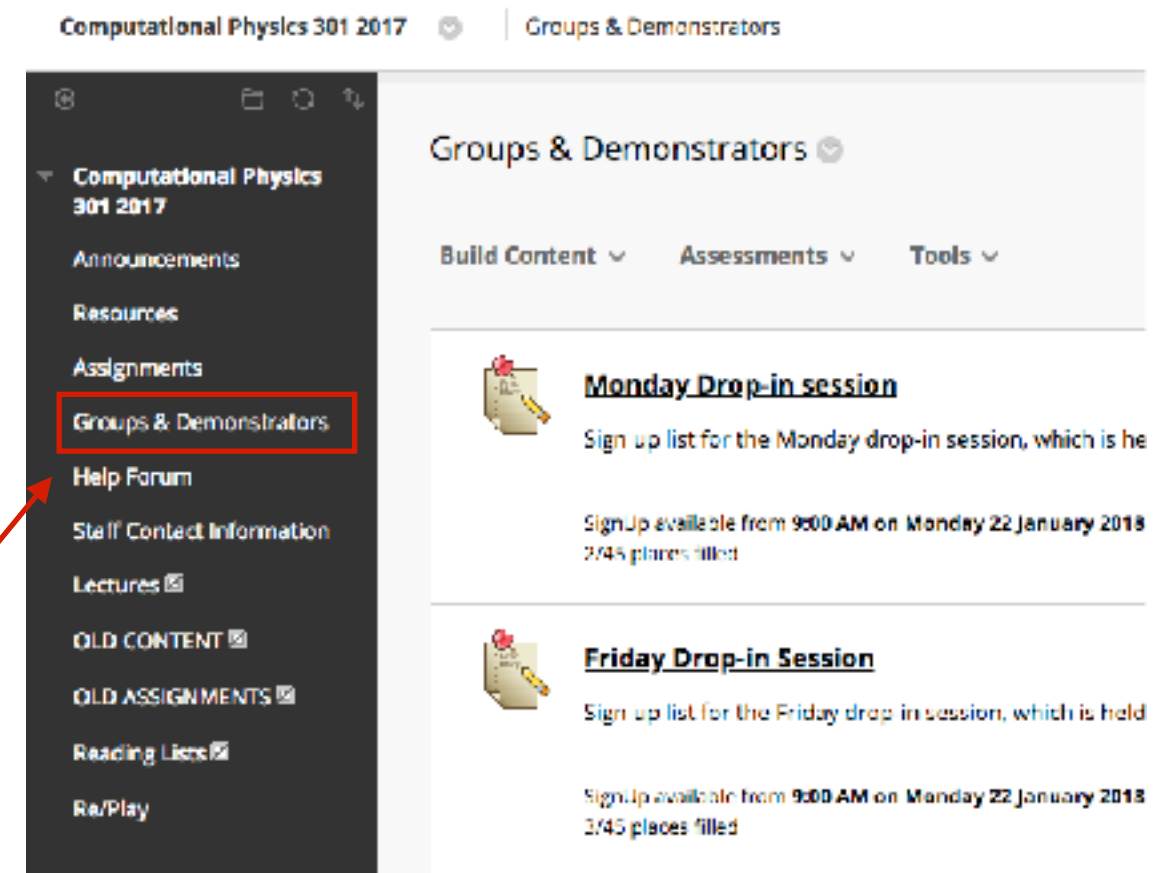 Computational Physics 301 2017
Groups & Demonstrators
Computational Physics
301 2017
Announcements
Resources
Assignments
Groups & Demonstrators
Help Forum
Staff Contact Information
Lectures
OLD CONTENT
OLD ASSIGNMENTS
Reading Lists
Re/Play
Groups & Demonstrators
Build Content
Assessments
Tools
Monday Drop-in session
Sign up list for the Monday drop-in session, which is he
SignUp available from 9:00 AM on Monday 22 January 2018
2/45 places filled
Friday Drop-in Session
Sign up list for the Friday drop in session, which is held
SignUp available from 9:00 AM on Monday 22 January 2018
3/45 places filled